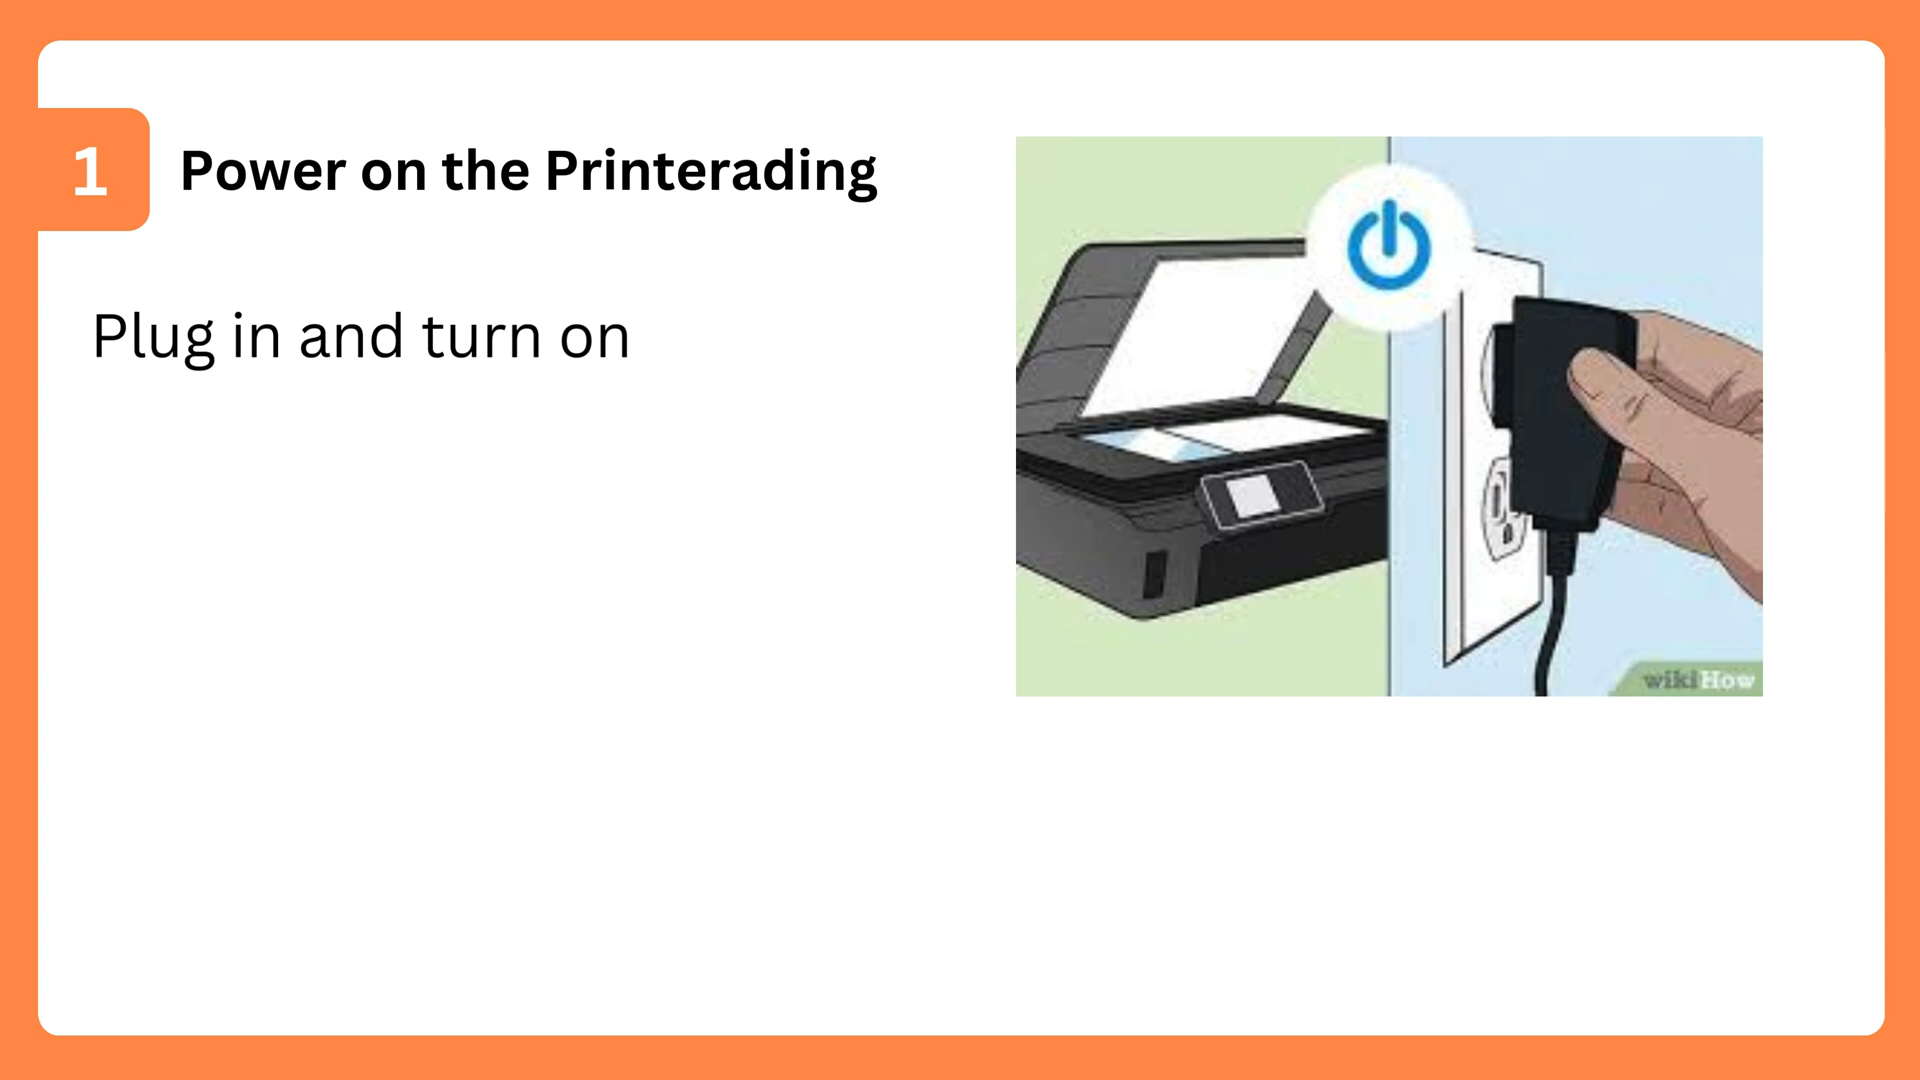 1
Power on the Printerading
Plug in and turn on
wikiHow